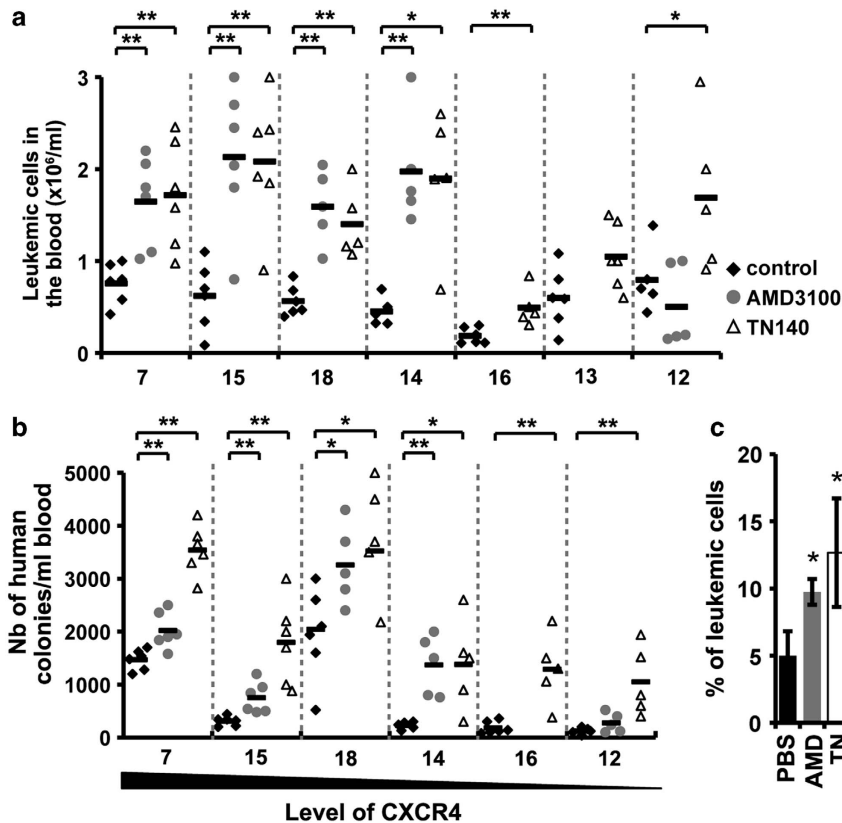 a
** ** ** * ** *
** ** ** **
Leukemic cells in
the blood (x10⁶/ml)
3
2
1
0
7 15 18 14 16 13 12
control
AMD3100
TN140
b
** ** * * ** **
** ** * **
Nb of human
colonies/ml blood
5000
4000
3000
2000
1000
0
7 15 18 14 16 12
Level of CXCR4
c
% of leukemic cells
20
15
10
5
0
* *
PBS AMD TN